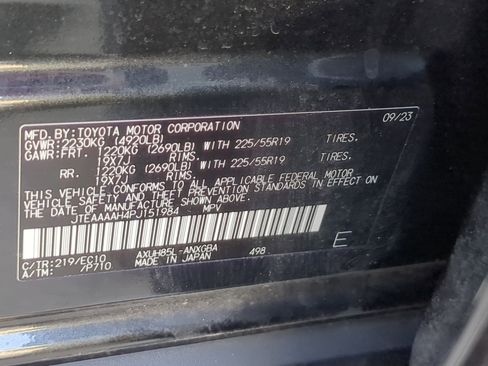 MFD.BY:TOYOTA MOTOR CORPORATION 09/23
GVWR:2230KG (4920LB)
GAWR:FRT. 1220KG (2690LB) WITH 225/55R19 TIRES.
19X7J RIMS.
RR. 1220KG (2690LB) WITH 225/55R19 TIRES.
19X7J RIMS.
THIS VEHICLE CONFORMS TO ALL APPLICABLE FEDERAL MOTOR
VEHICLE SAFETY AND THEFT PREVENTION STANDARDS IN EFFECT ON
THE DATE OF MANUFACTURE SHOWN ABOVE.
JTEAAAAH4PJ151984 MPV
C/TR:219/EC10 AXUH85L-ANXGBA 498 E
A/TM: /P710 MADE IN JAPAN